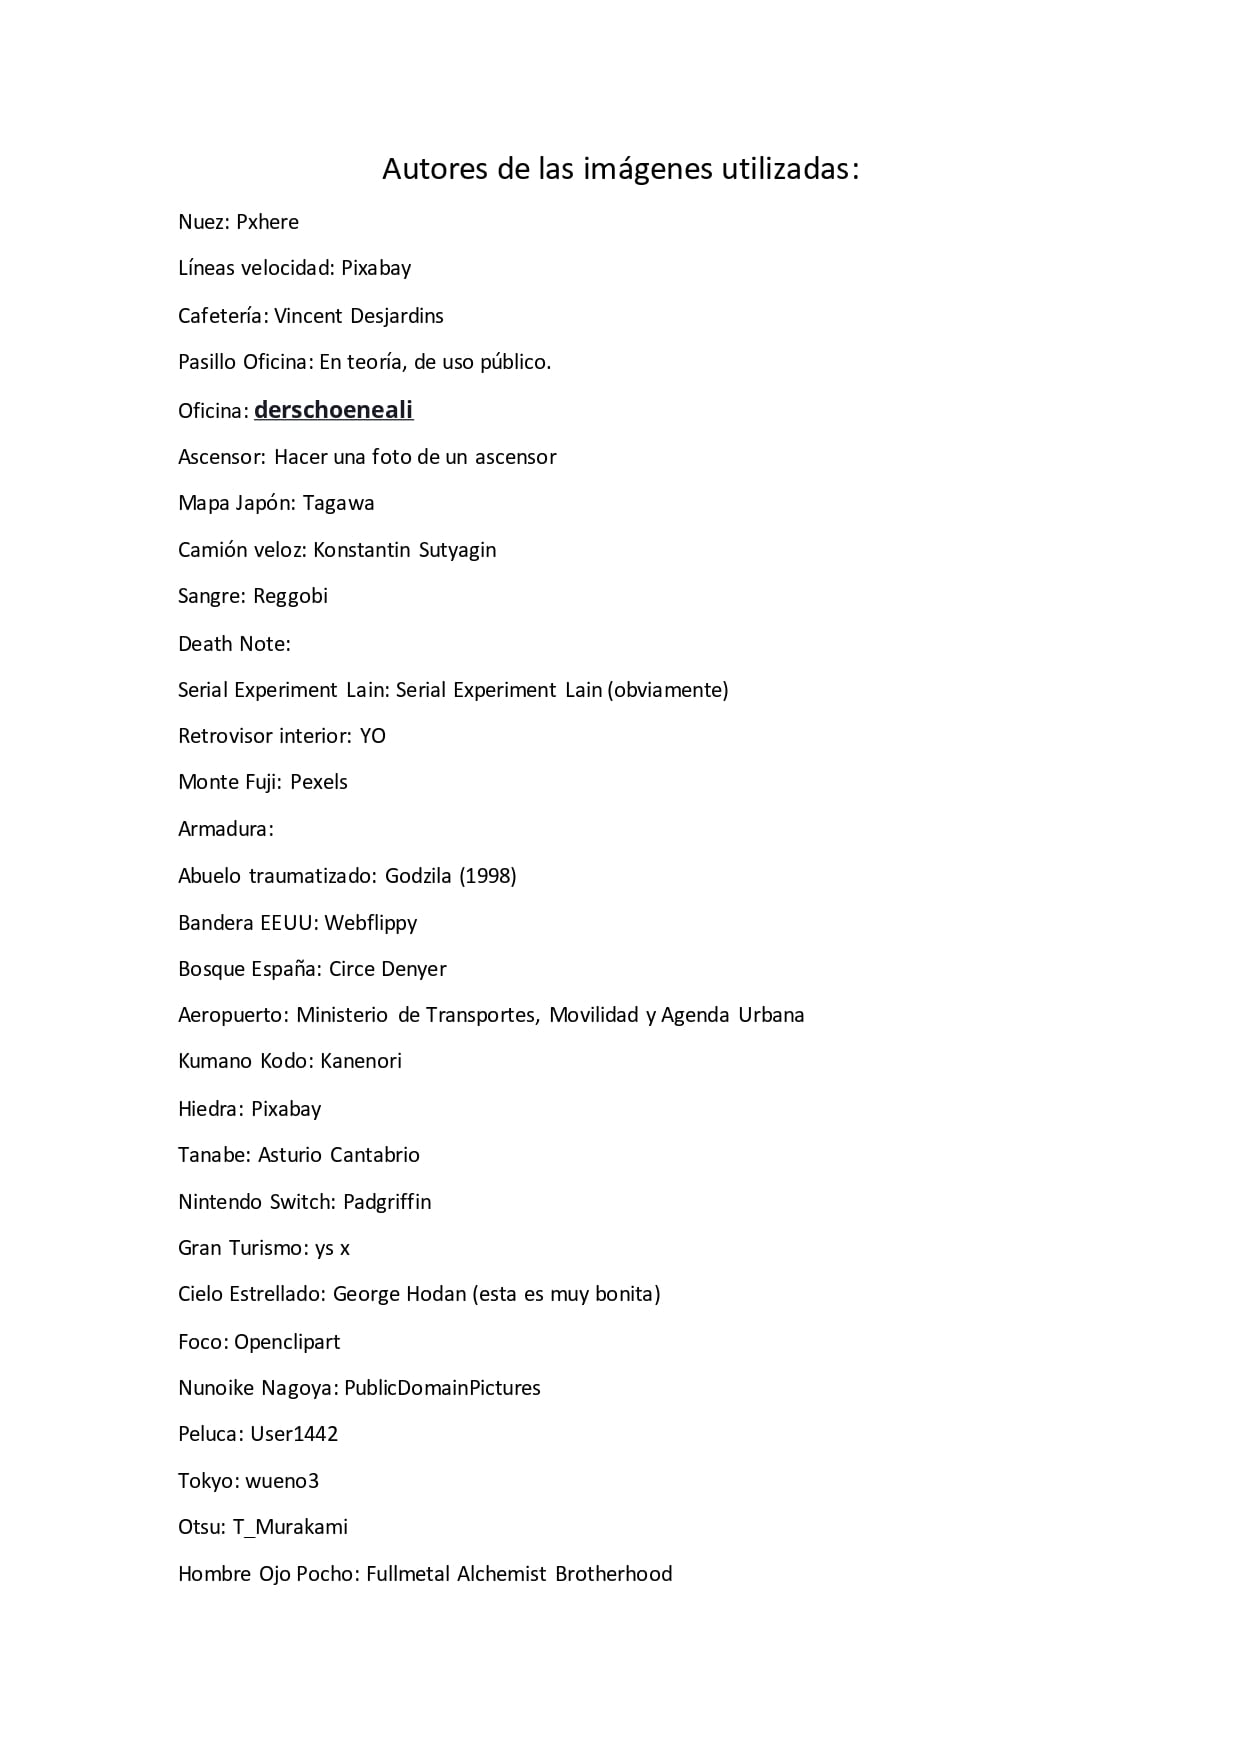 Autores de las imágenes utilizadas:
Nuez: Pxhere
Líneas velocidad: Pixabay
Cafetería: Vincent Desjardins
Pasillo Oficina: En teoría, de uso público.
Oficina: derschoeneali
Ascensor: Hacer una foto de un ascensor
Mapa Japón: Tagawa
Camión veloz: Konstantin Sutyagin
Sangre: Reggobi
Death Note:
Serial Experiment Lain: Serial Experiment Lain (obviamente)
Retrovisor interior: YO
Monte Fuji: Pexels
Armadura:
Abuelo traumatizado: Godzila (1998)
Bandera EEUU: Webflippy
Bosque España: Circe Denyer
Aeropuerto: Ministerio de Transportes, Movilidad y Agenda Urbana
Kumano Kodo: Kanenori
Hiedra: Pixabay
Tanabe: Asturio Cantabrio
Nintendo Switch: Padgriffin
Gran Turismo: ys x
Cielo Estrellado: George Hodan (esta es muy bonita)
Foco: Openclipart
Nunoike Nagoya: PublicDomainPictures
Peluca: User1442
Tokyo: wueno3
Otsu: T_Murakami
Hombre Ojo Pocho: Fullmetal Alchemist Brotherhood